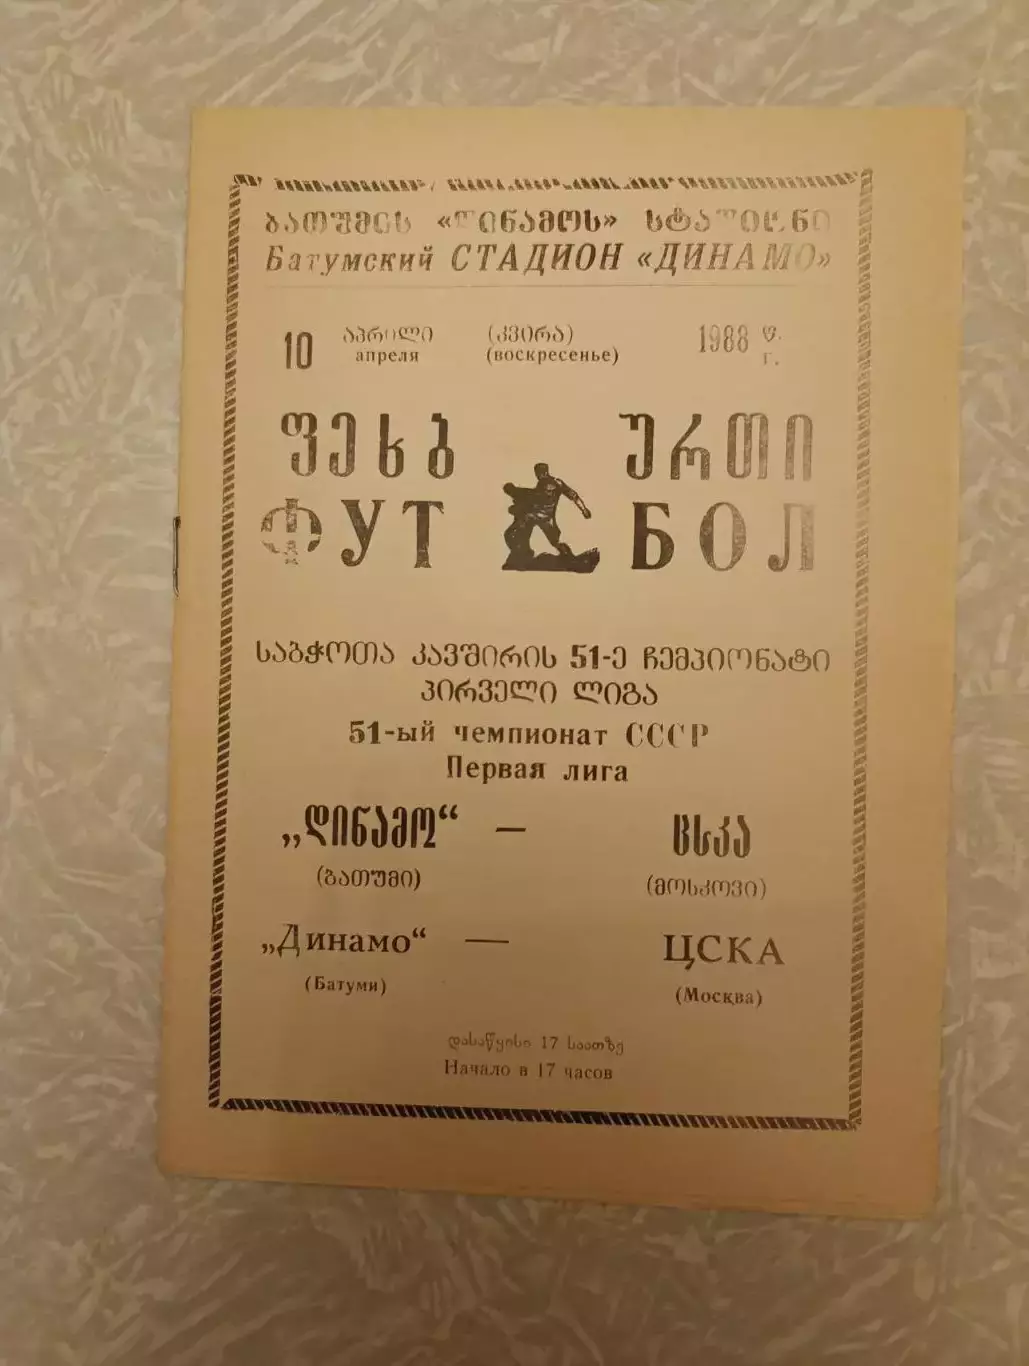 ბათუმის «დინამოს» სტადიონი
Батумский СТАДИОН «ДИНАМО»
10 აპრილი (კვირა) 1988 წ.
апреля (воскресенье) г.
ფეხბ ურთი
ФУТ БОЛ
საბჭოთა კავშირის 51-ე ჩემპიონატი
პირველი ლიგა
51-ый чемпионат СССР
Первая лига
„დინამო“ — ცსკა
(ბათუმი) (მოსკოვი)
„Динамо“ — ЦСКА
(Батуми) (Москва)
დასაწყისი 17 საათზე
Начало в 17 часов